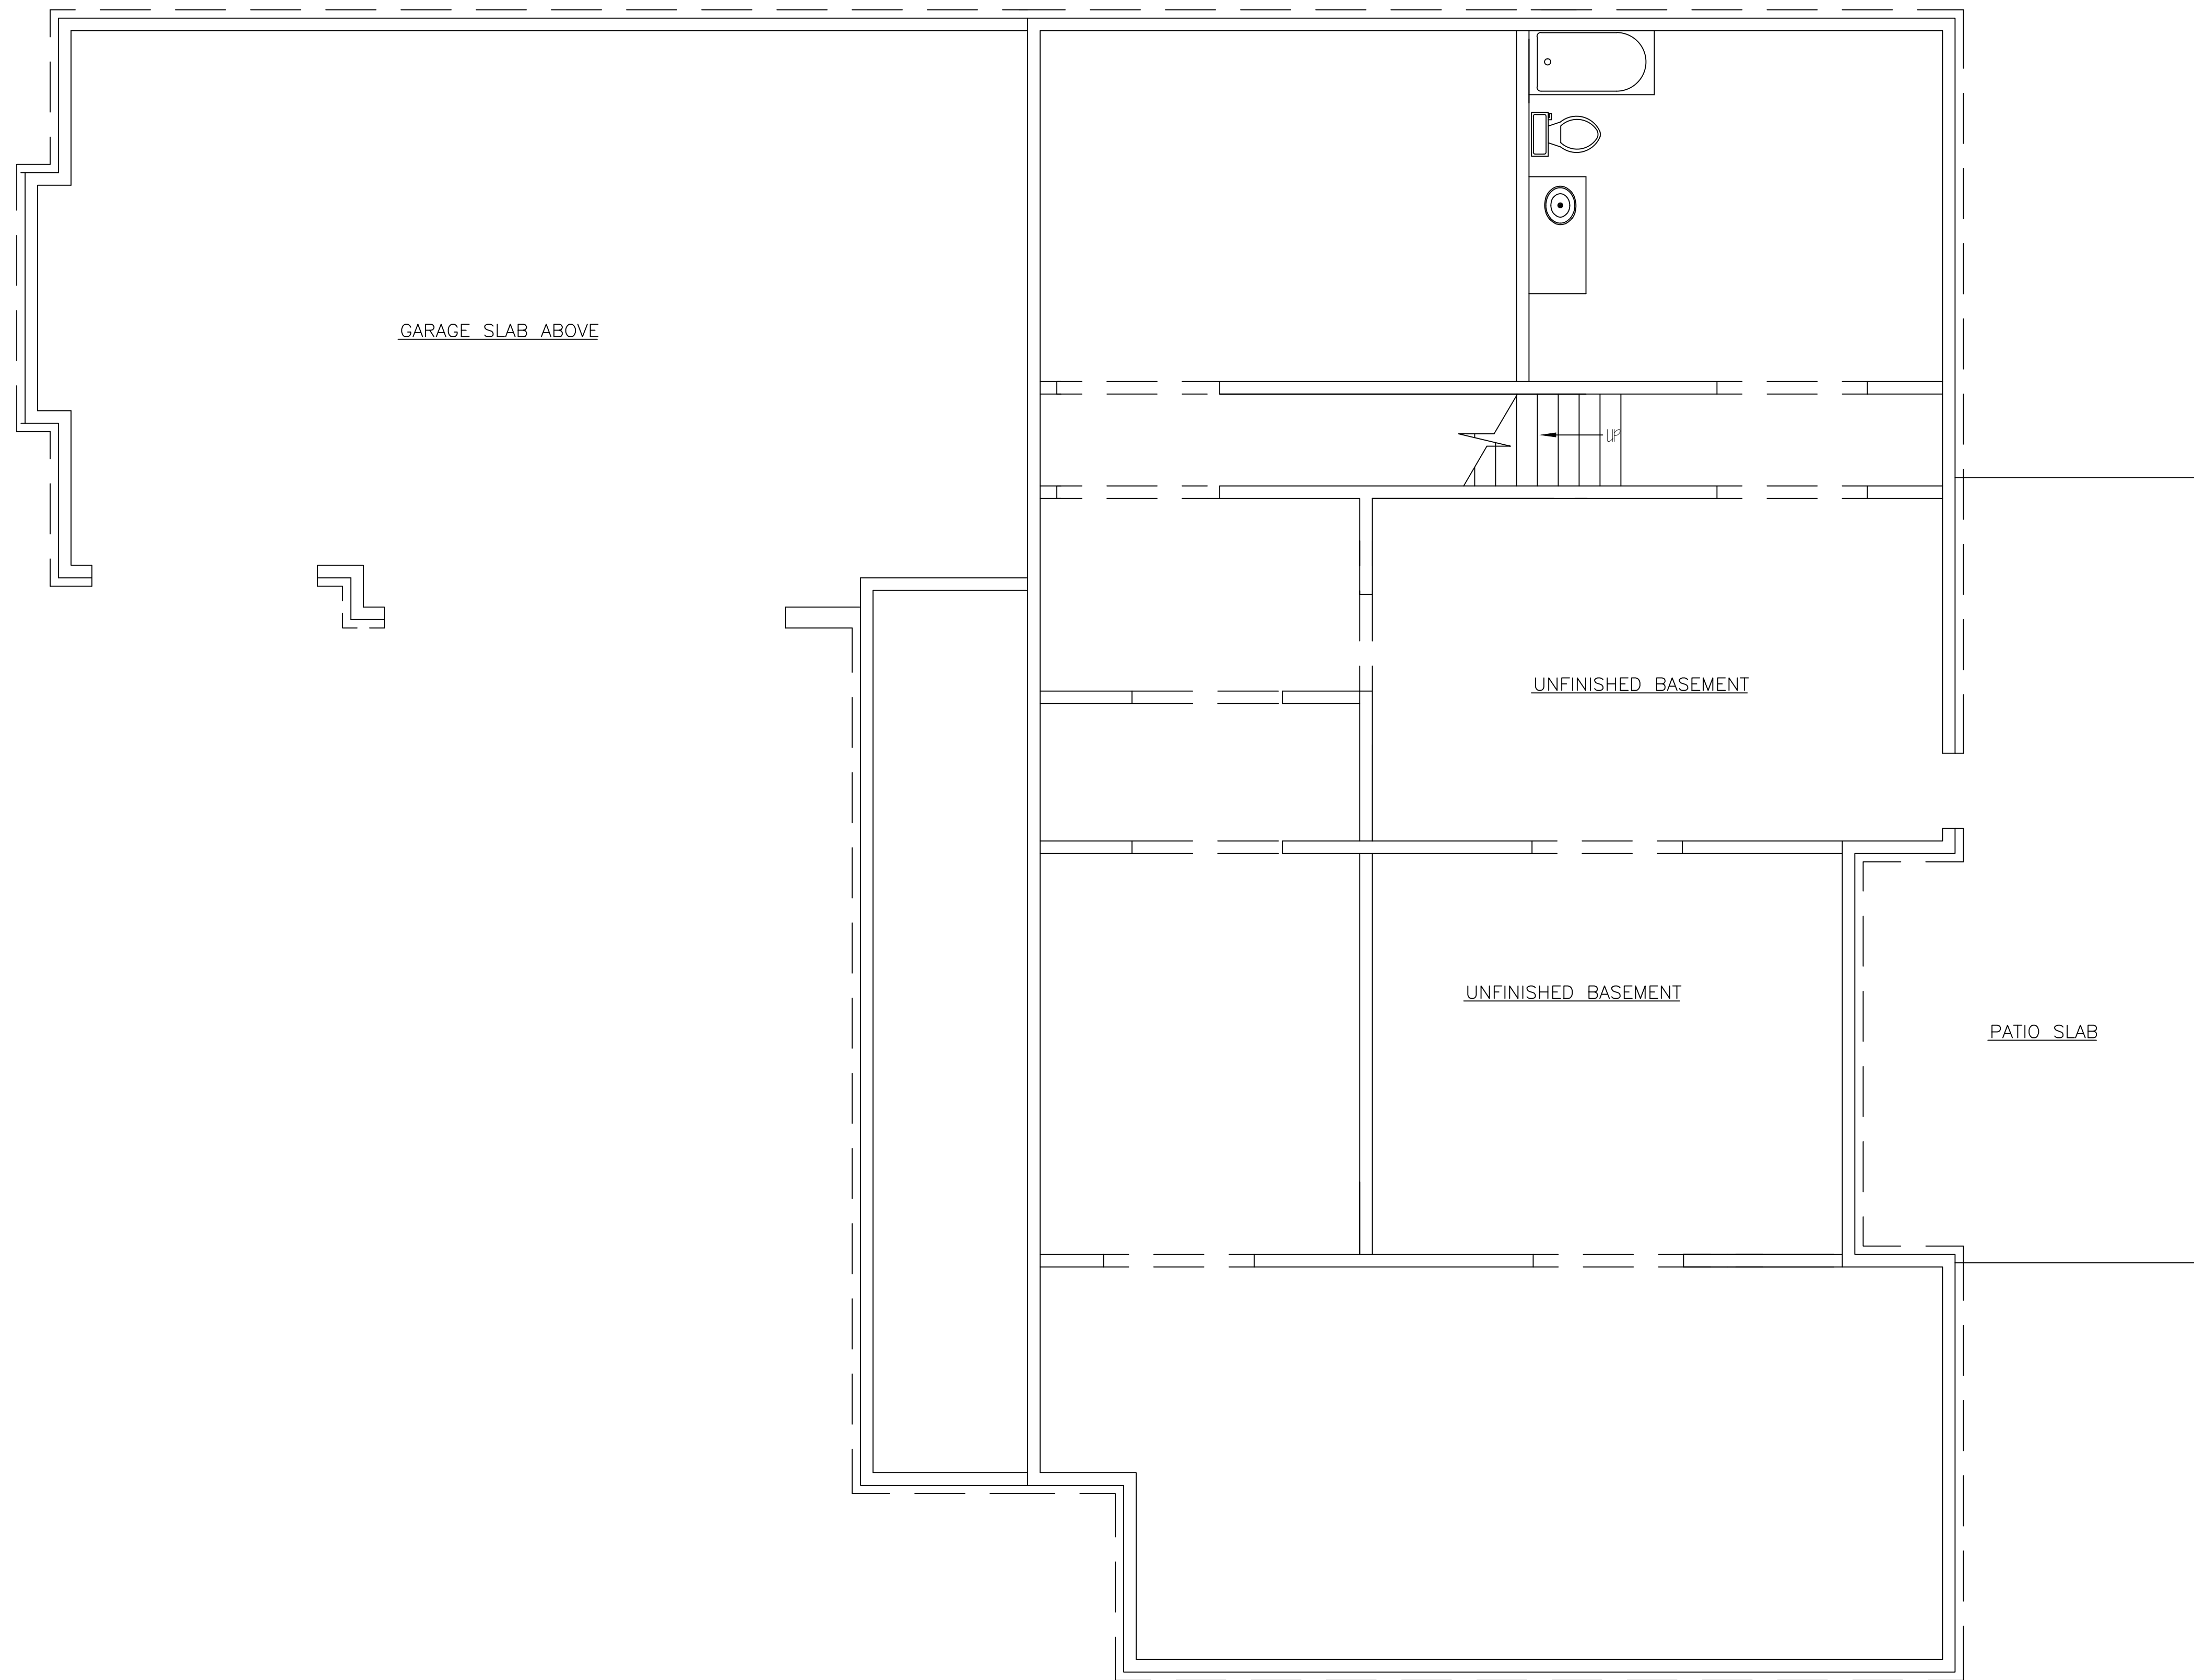 GARAGE SLAB ABOVE
UP
UNFINISHED BASEMENT
UNFINISHED BASEMENT
PATIO SLAB